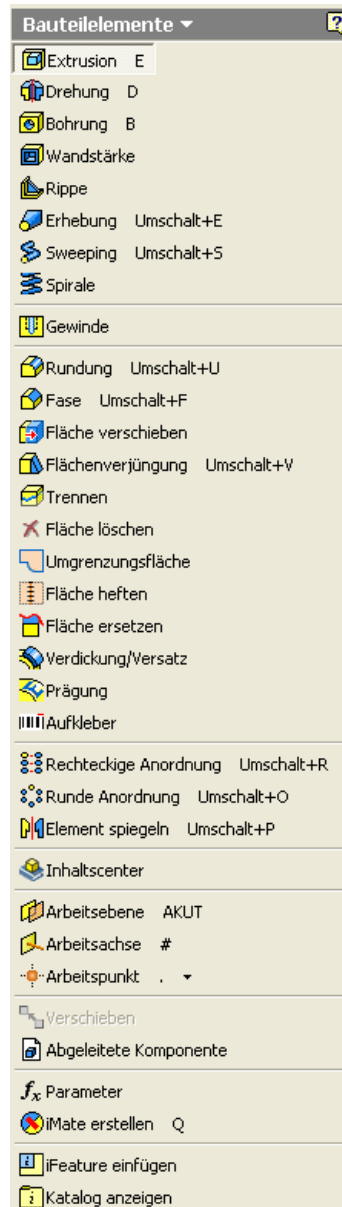 Bauteilelemente
Extrusion E
Drehung D
Bohrung B
Wandstärke
Rippe
Erhebung Umschalt+E
Sweeping Umschalt+S
Spirale
Gewinde
Rundung Umschalt+U
Fase Umschalt+F
Fläche verschieben
Flächenverjüngung Umschalt+V
Trennen
Fläche löschen
Umgrenzungsfläche
Fläche heften
Fläche ersetzen
Verdickung/Versatz
Prägung
Aufkleber
Rechteckige Anordnung Umschalt+R
Runde Anordnung Umschalt+O
Element spiegeln Umschalt+P
Inhaltscenter
Arbeitsebene AKUT
Arbeitsachse #
Arbeitspunkt .
Verschieben
Abgeleitete Komponente
fx Parameter
iMate erstellen Q
iFeature einfügen
Katalog anzeigen